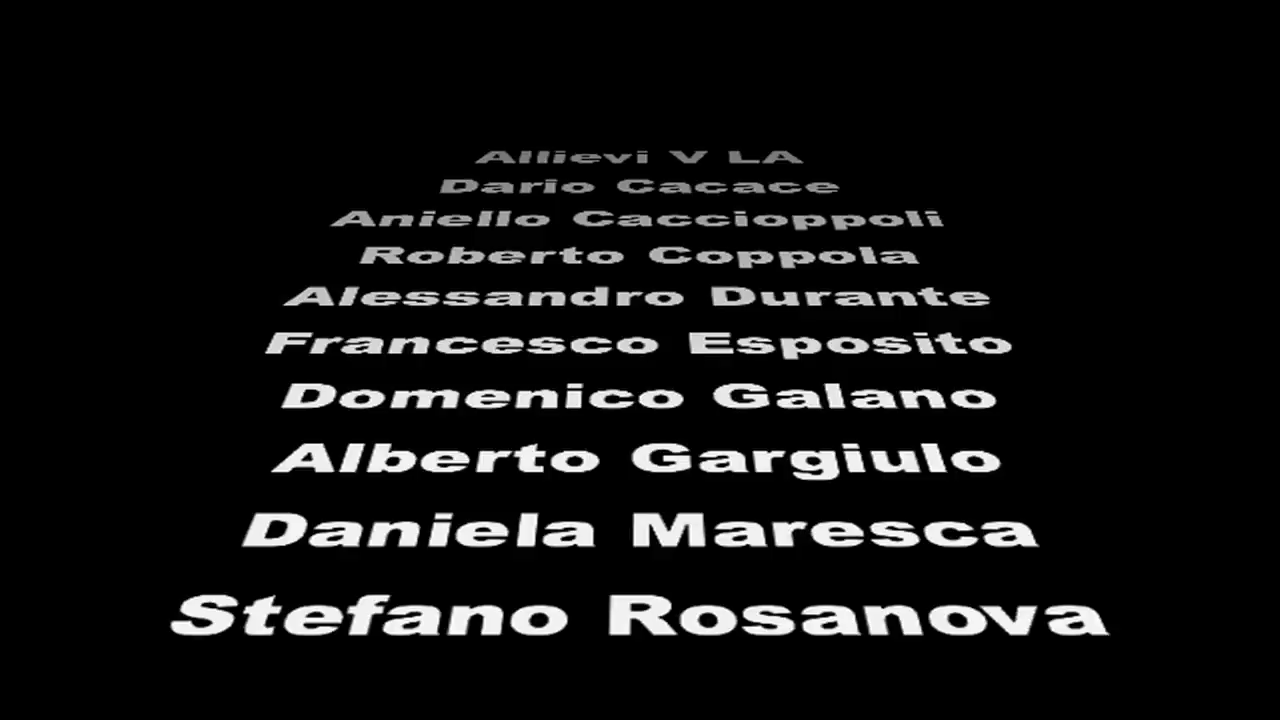 Allievi V LA
Dario Cacace
Aniello Caccioppoli
Roberto Coppola
Alessandro Durante
Francesco Esposito
Domenico Galano
Alberto Gargiulo
Daniela Maresca
Stefano Rosanova